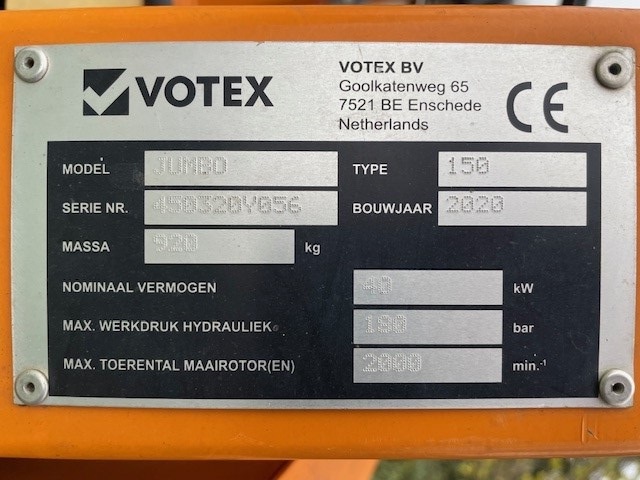 VOTEX
VOTEX BV
Goolkatenweg 65
7521 BE Enschede
Netherlands
CE
MODEL JUMBO TYPE 150
SERIE NR. 450320V056 BOUWJAAR 2020
MASSA 920 kg
NOMINAAL VERMOGEN 40 kW
MAX. WERKDRUK HYDRAULIEK 180 bar
MAX. TOERENTAL MAAIROTOR(EN) 2000 min.-¹